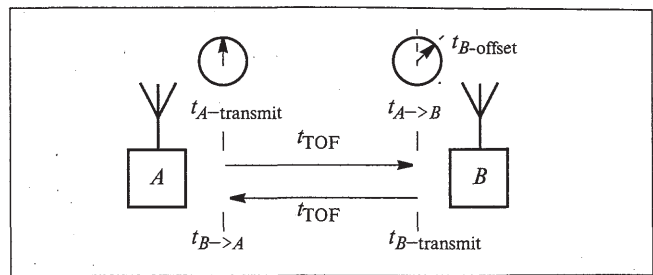 t_B-offset
t_A-transmit t_A->B
t_TOF
A B
t_TOF
t_B->A t_B-transmit